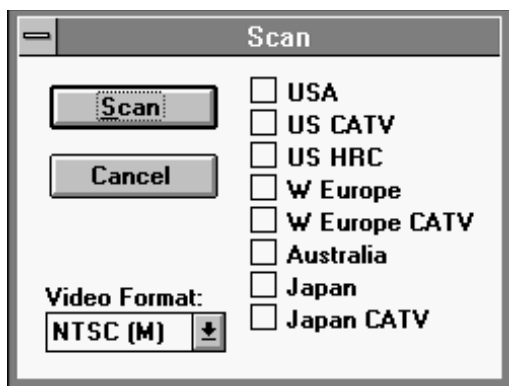 Scan
Scan
Cancel
USA
US CATV
US HRC
W Europe
W Europe CATV
Australia
Japan
Japan CATV
Video Format:
NTSC (M)